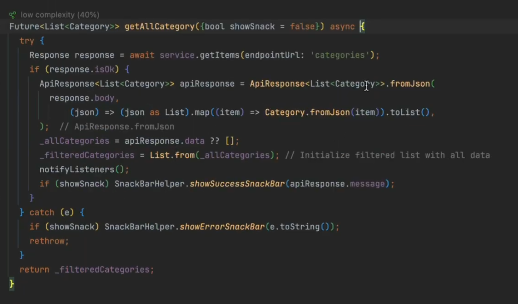 low complexity (40%)
Future<List<Category>> getAllCategory({bool showSnack = false}) async {
  try {
    Response response = await service.getItems(endpointUrl: 'categories');
    if (response.isOk) {
      ApiResponse<List<Category>> apiResponse = ApiResponse<List<Category>>.fromJson(
        response.body,
            (json) => (json as List).map((item) => Category.fromJson(item)).toList(),
      );  // ApiResponse.fromJson
      _allCategories = apiResponse.data ?? [];
      _filteredCategories = List.from(_allCategories); // Initialize filtered list with all data
      notifyListeners();
      if (showSnack) SnackBarHelper.showSuccessSnackBar(apiResponse.message);
    }
  } catch (e) {
    if (showSnack) SnackBarHelper.showErrorSnackBar(e.toString());
    rethrow;
  }
  return _filteredCategories;
}